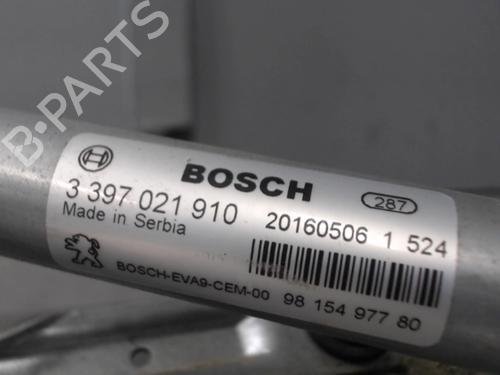 B-PARTS
BOSCH
287
3 397 021 910
20160506 1 524
Made in Serbia
BOSCH-EVA9-CEM-00
98 154 977 80